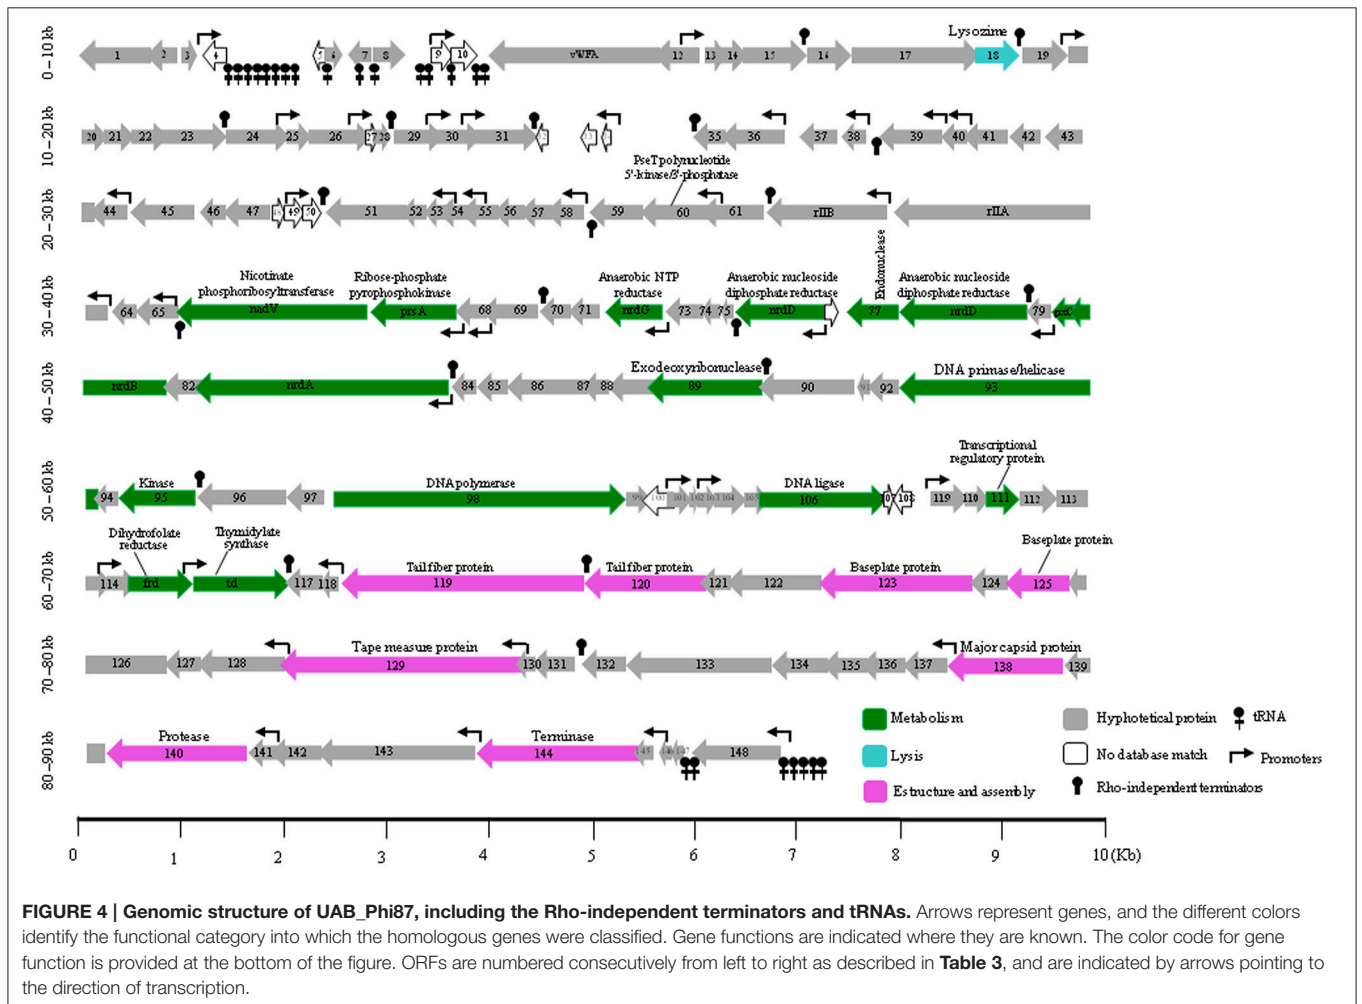 0–10 kb
1 2 3 4 5 6 7 8 9 10 vWFA 12 13 14 15 16 17 18 19
Lysozime
10–20 kb
20 21 22 23 24 25 26 27 28 29 30 31 35 36 37 38 39 40 41 42 43
PseT polynucleotide
5'-kinase/3'-phosphatase
20–30 kb
44 45 46 47 49 50 51 52 53 54 55 56 57 58 59 60 61 rIIB rIIA
Nicotinate
phosphoribosyltransferase
Ribose-phosphate
pyrophosphokinase
Anaerobic NTP
reductase
Anaerobic nucleoside
diphosphate reductase
Endonuclease
Anaerobic nucleoside
diphosphate reductase
30–40 kb
64 65 nadV prsA 68 69 70 71 nrdG 73 74 75 nrdD 77 nrdD 79
Exodeoxyribonuclease
DNA primase/helicase
40–50 kb
nrdB 82 nrdA 84 85 86 87 88 89 90 91 92 93
Transcriptional
regulatory protein
Kinase
DNA polymerase
DNA ligase
50–60 kb
94 95 96 97 98 99 100 101 102 103 104 105 106 107 108 119 110 111 112 113
Dihydrofolate
reductase
Thymidylate
synthase
Tail fiber protein
Tail fiber protein
Baseplate protein
Baseplate protein
60–70 kb
114 frd td 117 118 119 120 121 122 123 124 125
Tape measure protein
Major capsid protein
70–80 kb
126 127 128 129 130 131 132 133 134 135 136 137 138 139
Protease
Terminase
80–90 kb
140 141 142 143 144 145 146 147 148
Metabolism
Lysis
Estructure and assembly
Hyphotetical protein
No database match
Rho-independent terminators
tRNA
Promoters
0 1 2 3 4 5 6 7 8 9 10 (Kb)
FIGURE 4 | Genomic structure of UAB_Phi87, including the Rho-independent terminators and tRNAs. Arrows represent genes, and the different colors
identify the functional category into which the homologous genes were classified. Gene functions are indicated where they are known. The color code for gene
function is provided at the bottom of the figure. ORFs are numbered consecutively from left to right as described in Table 3, and are indicated by arrows pointing to
the direction of transcription.